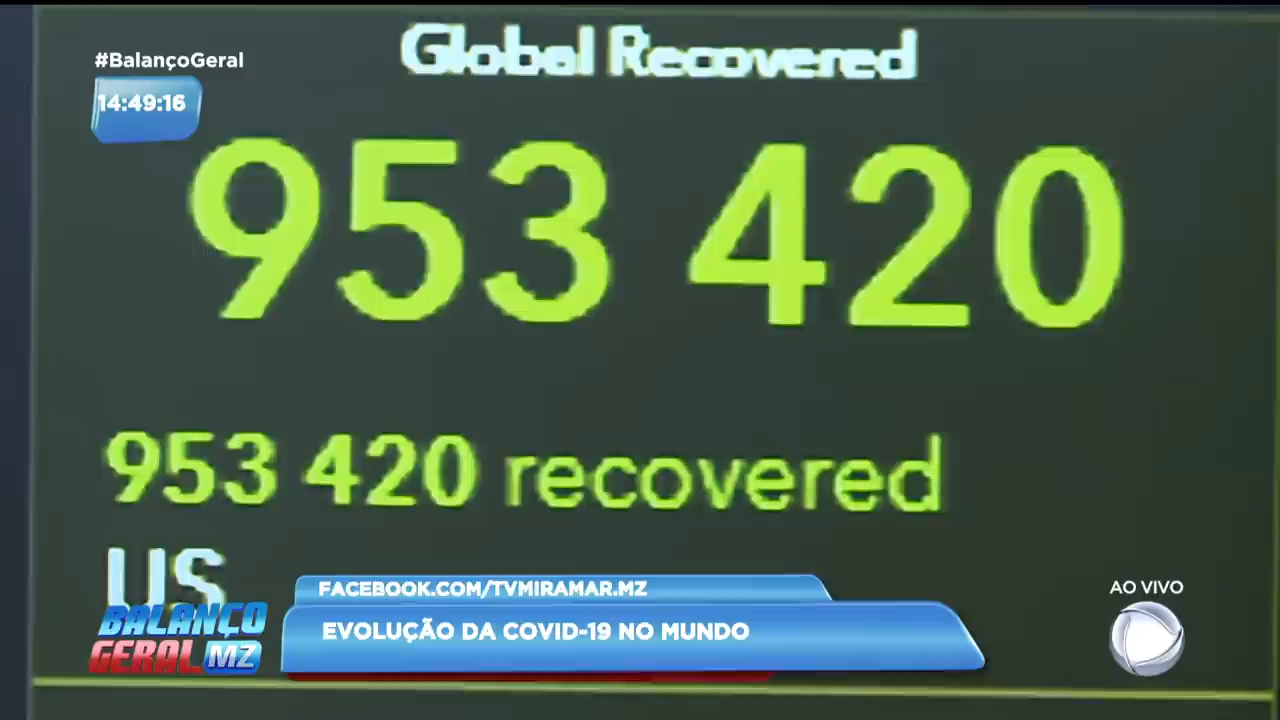 #BalançoGeral
14:49:16
Global Recovered
953 420
953 420 recovered
US
BALANÇO
GERAL MZ
FACEBOOK.COM/TVMIRAMAR.MZ
EVOLUÇÃO DA COVID-19 NO MUNDO
AO VIVO